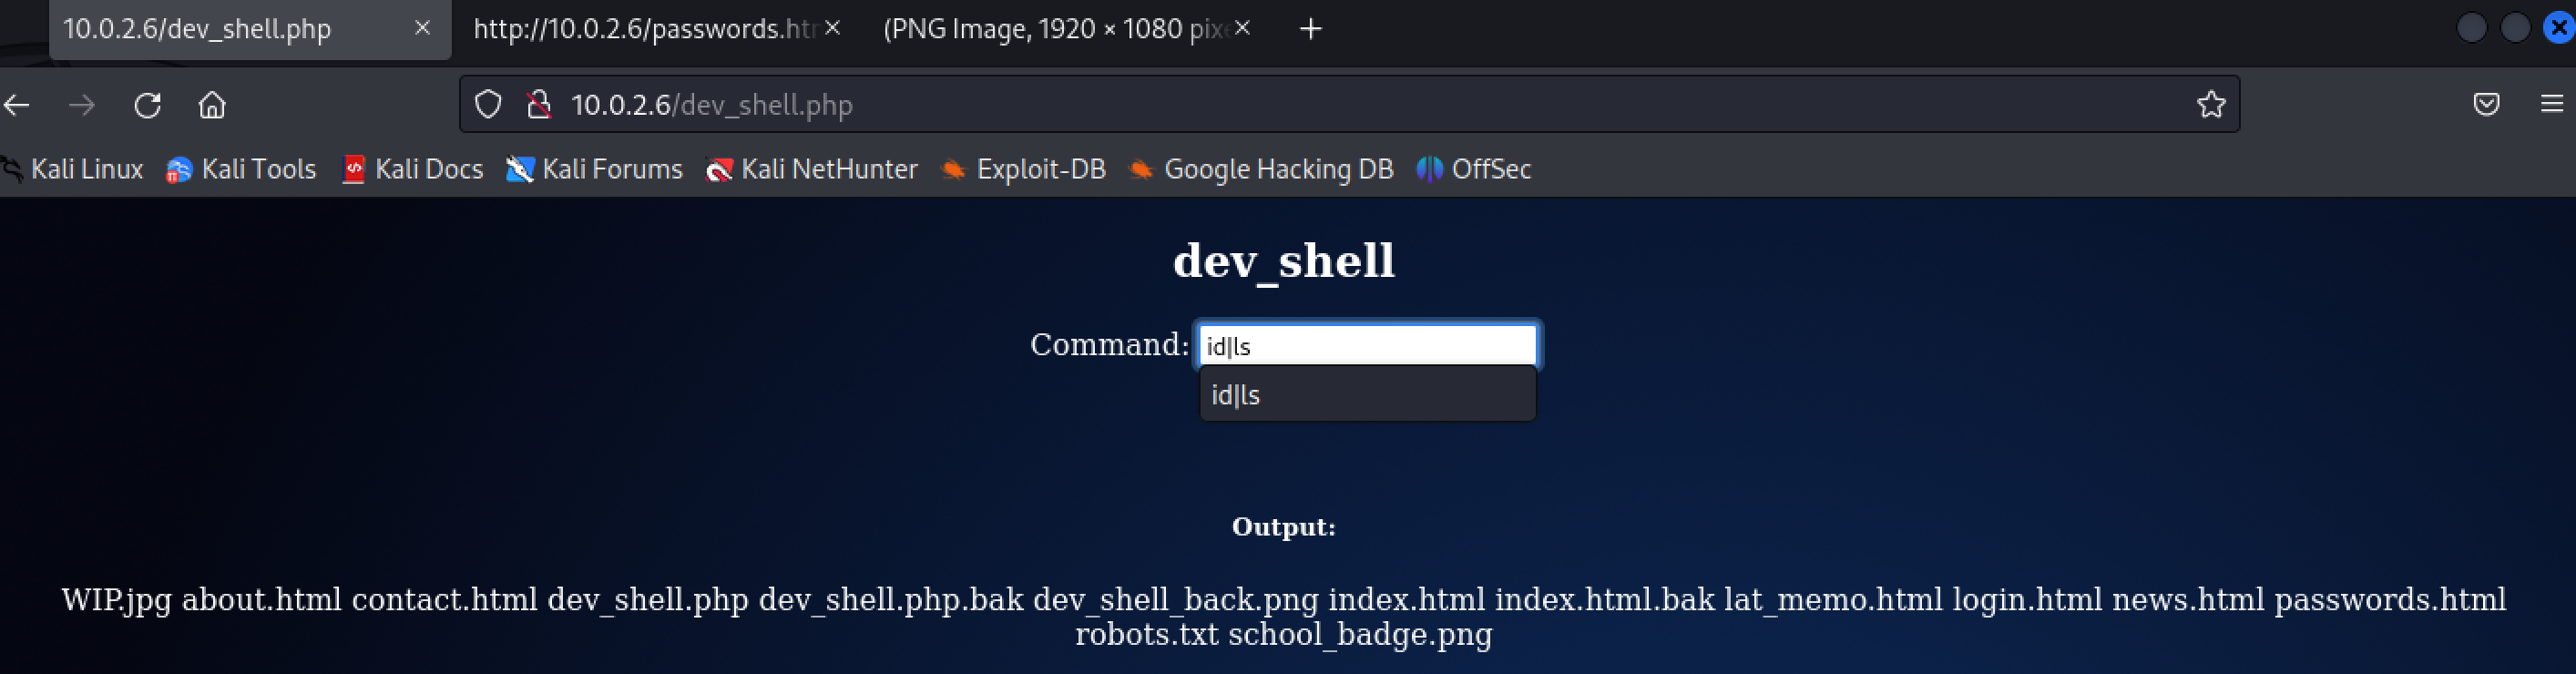 10.0.2.6/dev_shell.php
http://10.0.2.6/passwords.htm
(PNG Image, 1920 × 1080 pixe
10.0.2.6/dev_shell.php
Kali Linux Kali Tools Kali Docs Kali Forums Kali NetHunter Exploit-DB Google Hacking DB OffSec
dev_shell
Command: id|ls
id|ls
Output:
WIP.jpg about.html contact.html dev_shell.php dev_shell.php.bak dev_shell_back.png index.html index.html.bak lat_memo.html login.html news.html passwords.html
robots.txt school_badge.png